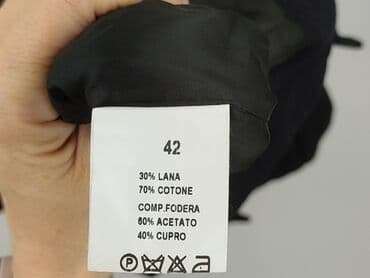 42
30% LANA
70% COTONE
COMP.FODERA
60% ACETATO
40% CUPRO
P